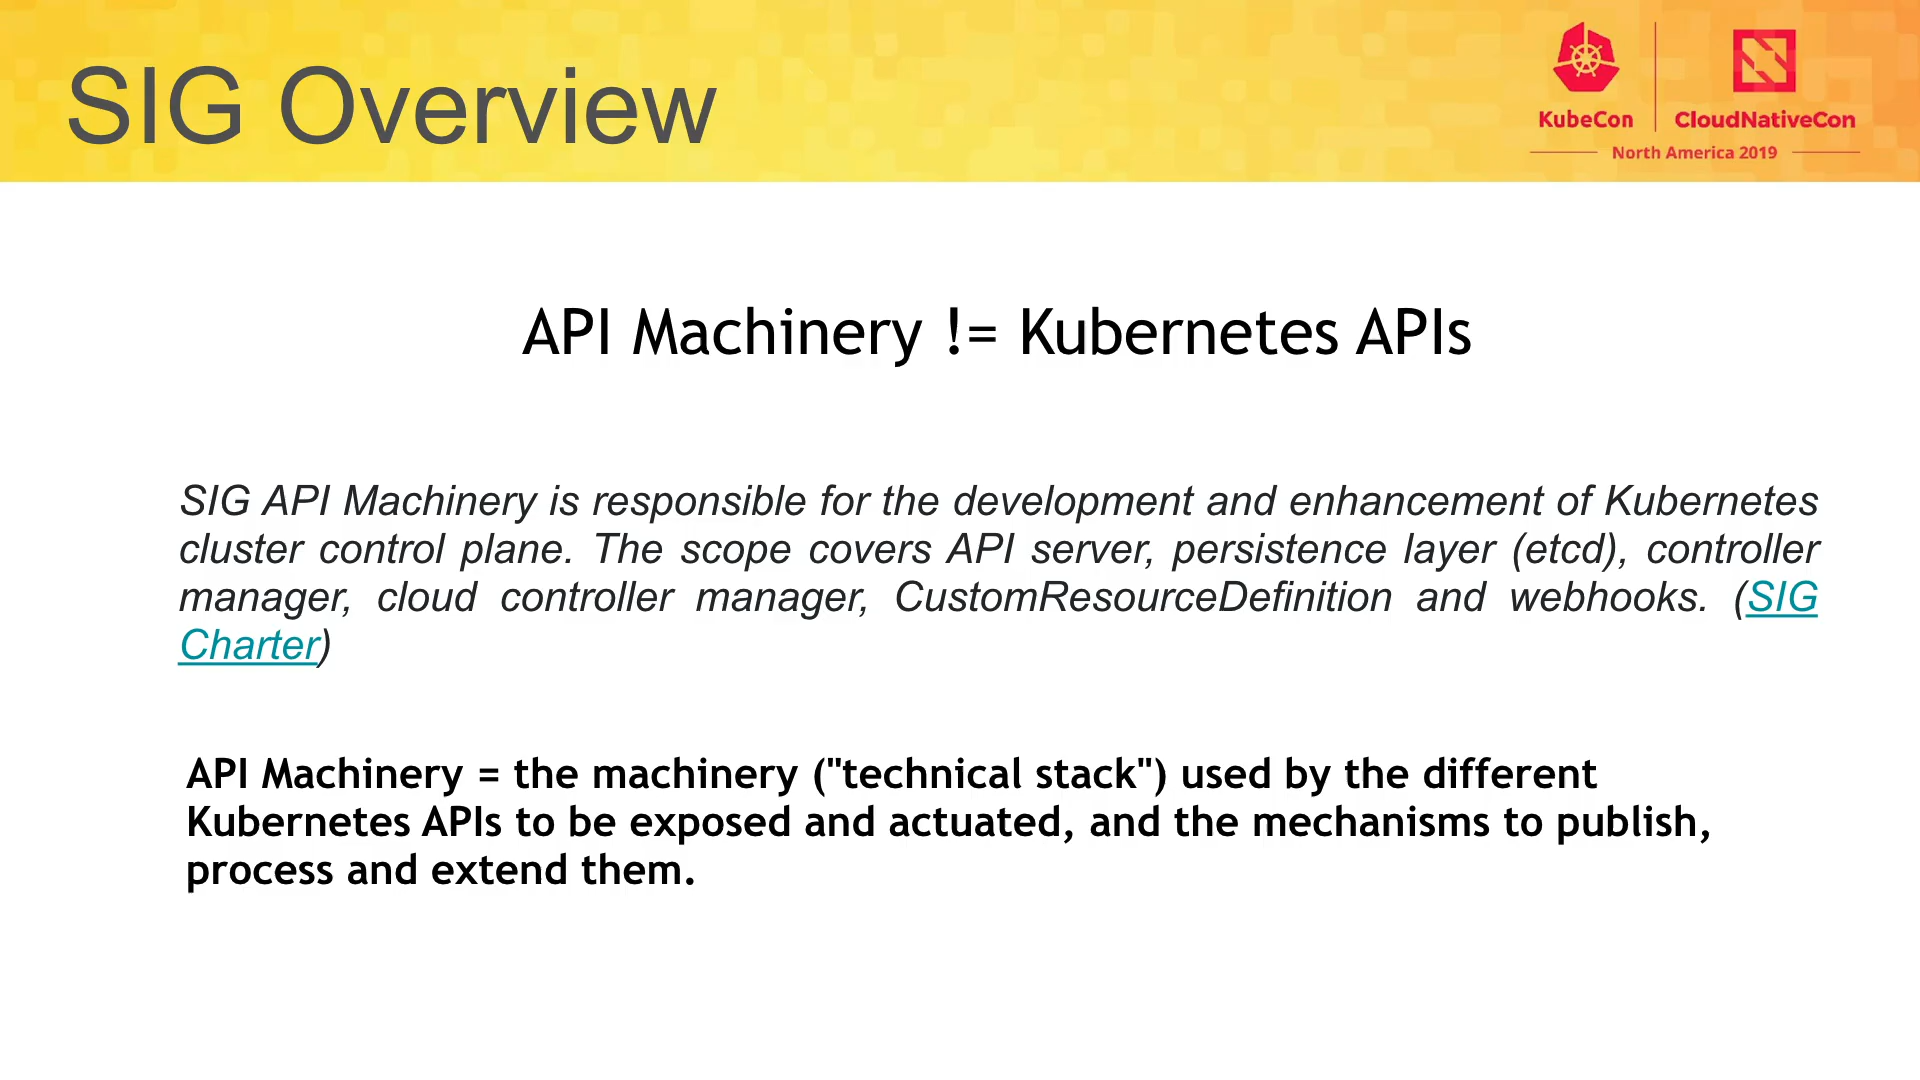 SIG Overview
KubeCon
CloudNativeCon
North America 2019
API Machinery != Kubernetes APIs
SIG API Machinery is responsible for the development and enhancement of Kubernetes
cluster control plane. The scope covers API server, persistence layer (etcd), controller
manager, cloud controller manager, CustomResourceDefinition and webhooks. (SIG
Charter)
API Machinery = the machinery ("technical stack") used by the different
Kubernetes APIs to be exposed and actuated, and the mechanisms to publish,
process and extend them.